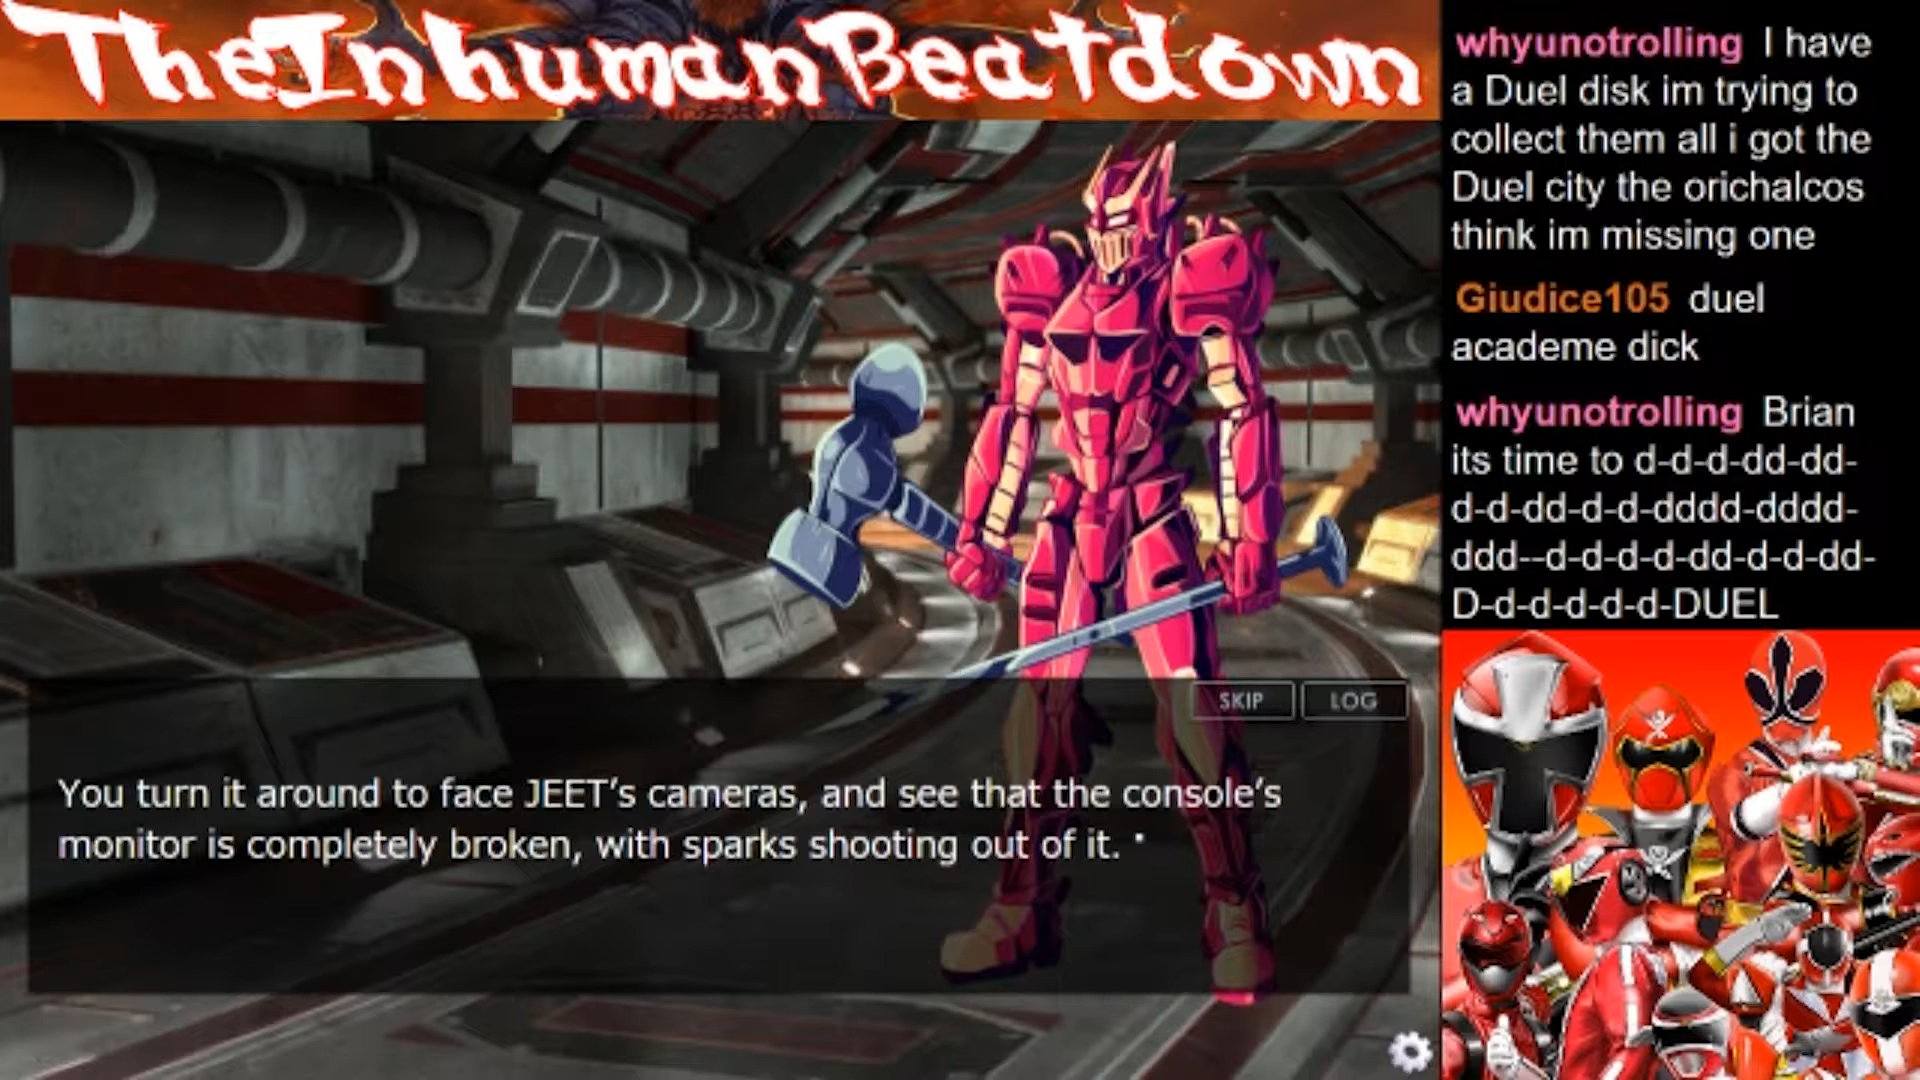 TheInhumanBeatdown
whyunotrolling I have
a Duel disk im trying to
collect them all i got the
Duel city the orichalcos
think im missing one
Giudice105 duel
academe dick
whyunotrolling Brian
its time to d-d-d-dd-dd-
d-d-dd-d-d-dddd-dddd-
ddd--d-d-d-d-dd-d-d-dd-
D-d-d-d-d-d-DUEL
SKIP LOG
You turn it around to face JEET's cameras, and see that the console's
monitor is completely broken, with sparks shooting out of it.